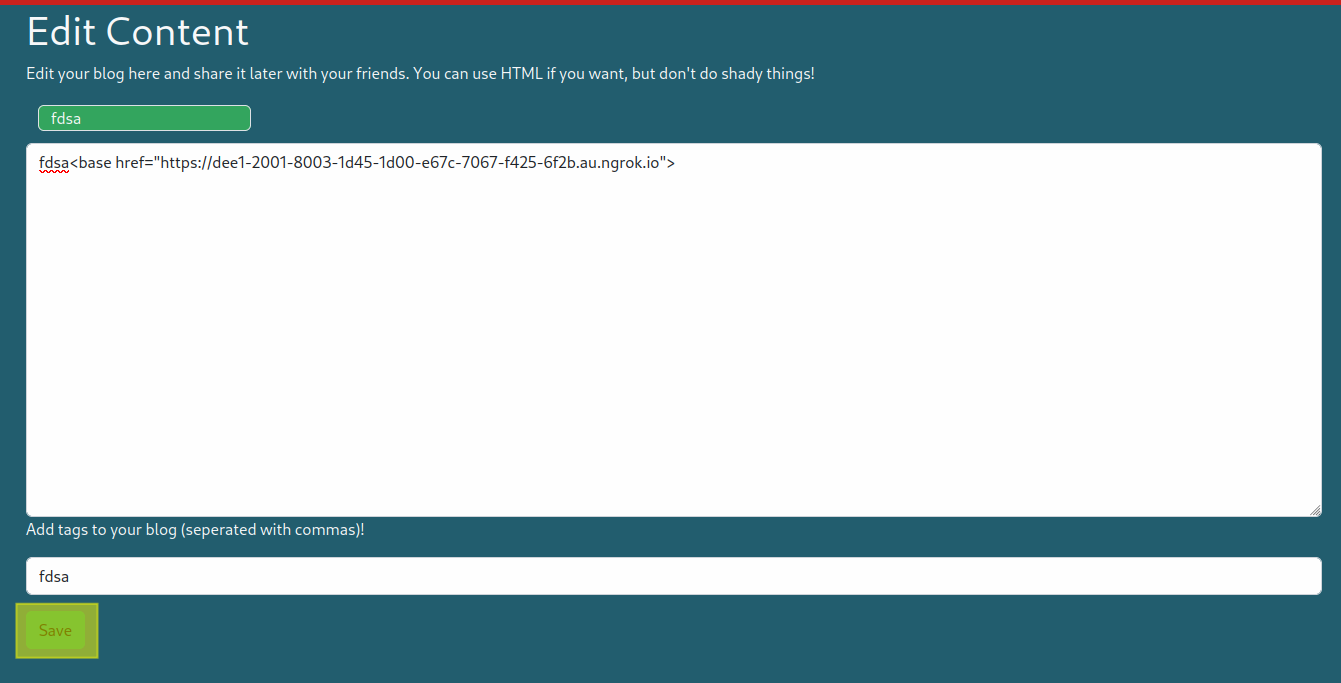 Edit Content
Edit your blog here and share it later with your friends. You can use HTML if you want, but don't do shady things!
fdsa
fdsa<base href="https://dee1-2001-8003-1d45-1d00-e67c-7067-f425-6f2b.au.ngrok.io">
Add tags to your blog (seperated with commas)!
fdsa
Save